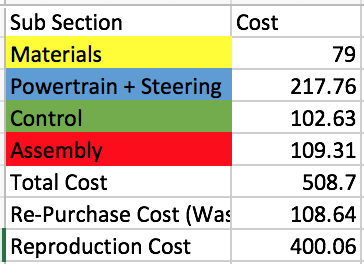 Sub Section Cost
Materials 79
Powertrain + Steering 217.76
Control 102.63
Assembly 109.31
Total Cost 508.7
Re-Purchase Cost (Was 108.64
Reproduction Cost 400.06